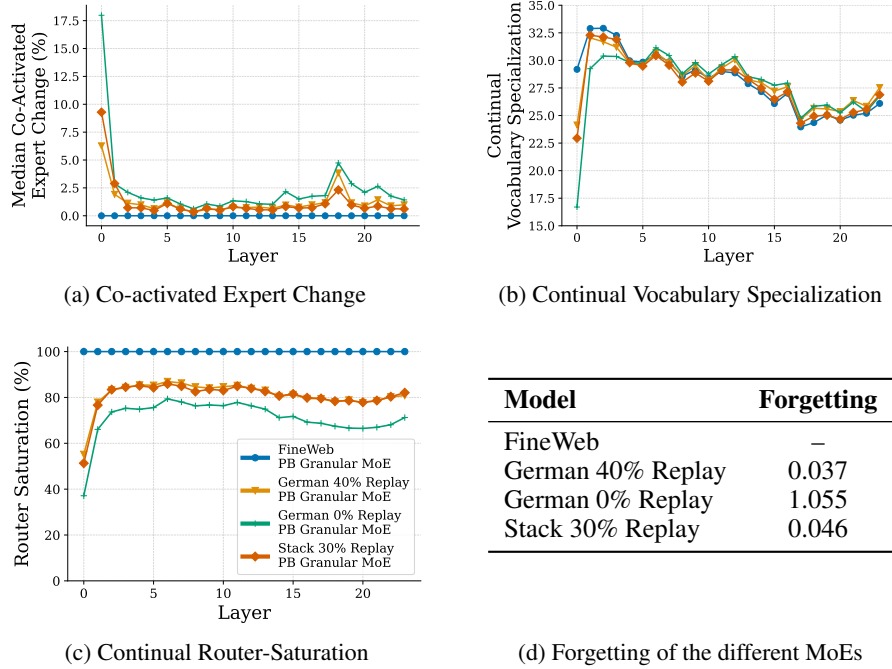 17.5
15.0
12.5
10.0
7.5
5.0
2.5
0.0
Median Co-Activated
Expert Change (%)
0 5 10 15 20
Layer
(a) Co-activated Expert Change
35.0
32.5
30.0
27.5
25.0
22.5
20.0
17.5
15.0
Continual
Vocabulary Specialization
0 5 10 15 20
Layer
(b) Continual Vocabulary Specialization
100
80
60
40
20
0
Router Saturation (%)
FineWeb
PB Granular MoE
German 40% Replay
PB Granular MoE
German 0% Replay
PB Granular MoE
Stack 30% Replay
PB Granular MoE
0 5 10 15 20
Layer
(c) Continual Router-Saturation
Model Forgetting
FineWeb –
German 40% Replay 0.037
German 0% Replay 1.055
Stack 30% Replay 0.046
(d) Forgetting of the different MoEs